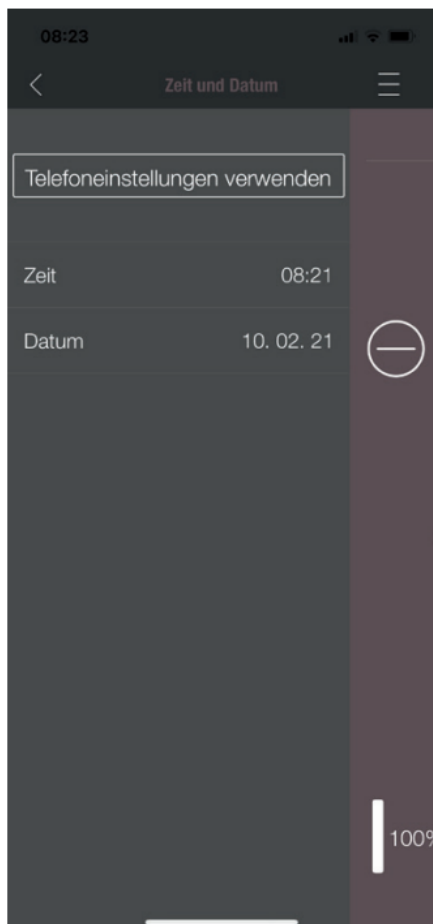 08:23
Zeit und Datum
Telefoneinstellungen verwenden
Zeit 08:21
Datum 10. 02. 21
100%